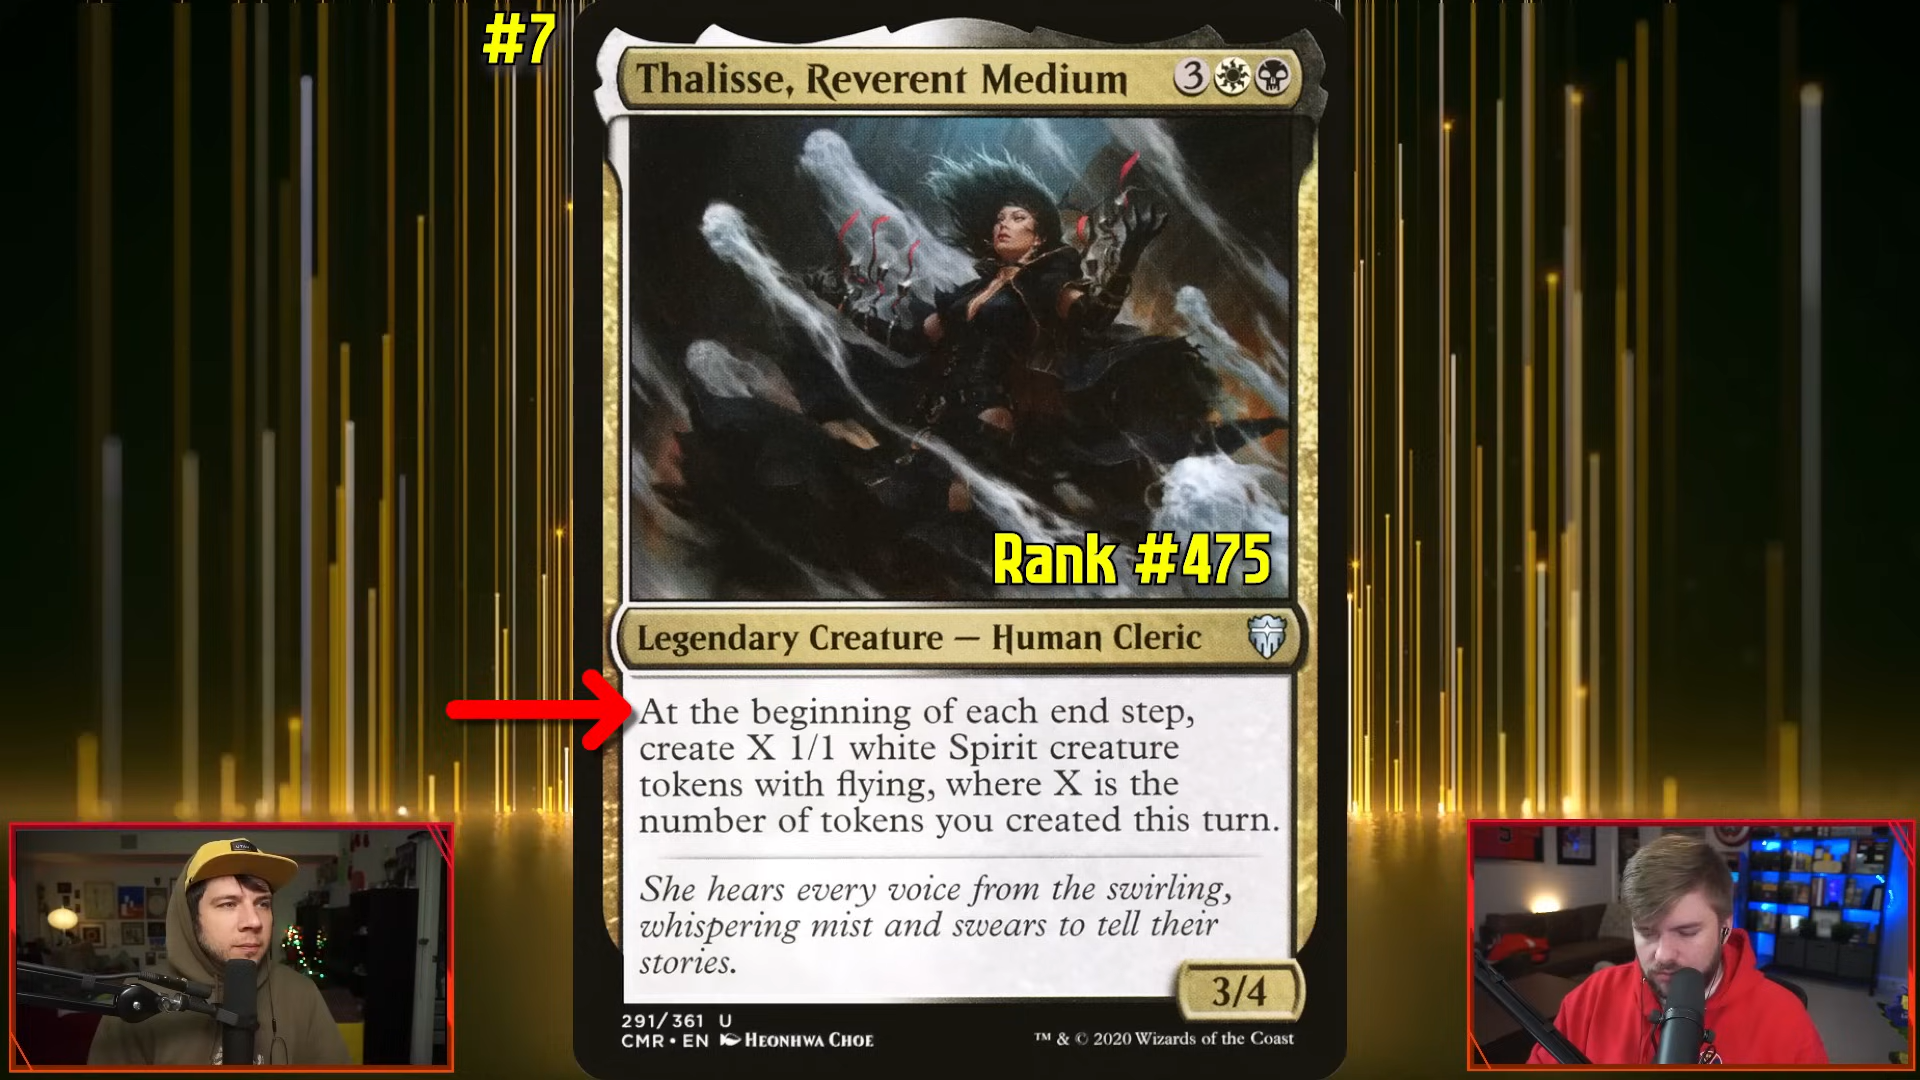 #7
Thalisse, Reverent Medium 3
Rank #475
Legendary Creature — Human Cleric
At the beginning of each end step,
create X 1/1 white Spirit creature
tokens with flying, where X is the
number of tokens you created this turn.
She hears every voice from the swirling,
whispering mist and swears to tell their
stories.
3/4
291/361 U
CMR • EN HEONHWA CHOE
™ & © 2020 Wizards of the Coast
UTAH